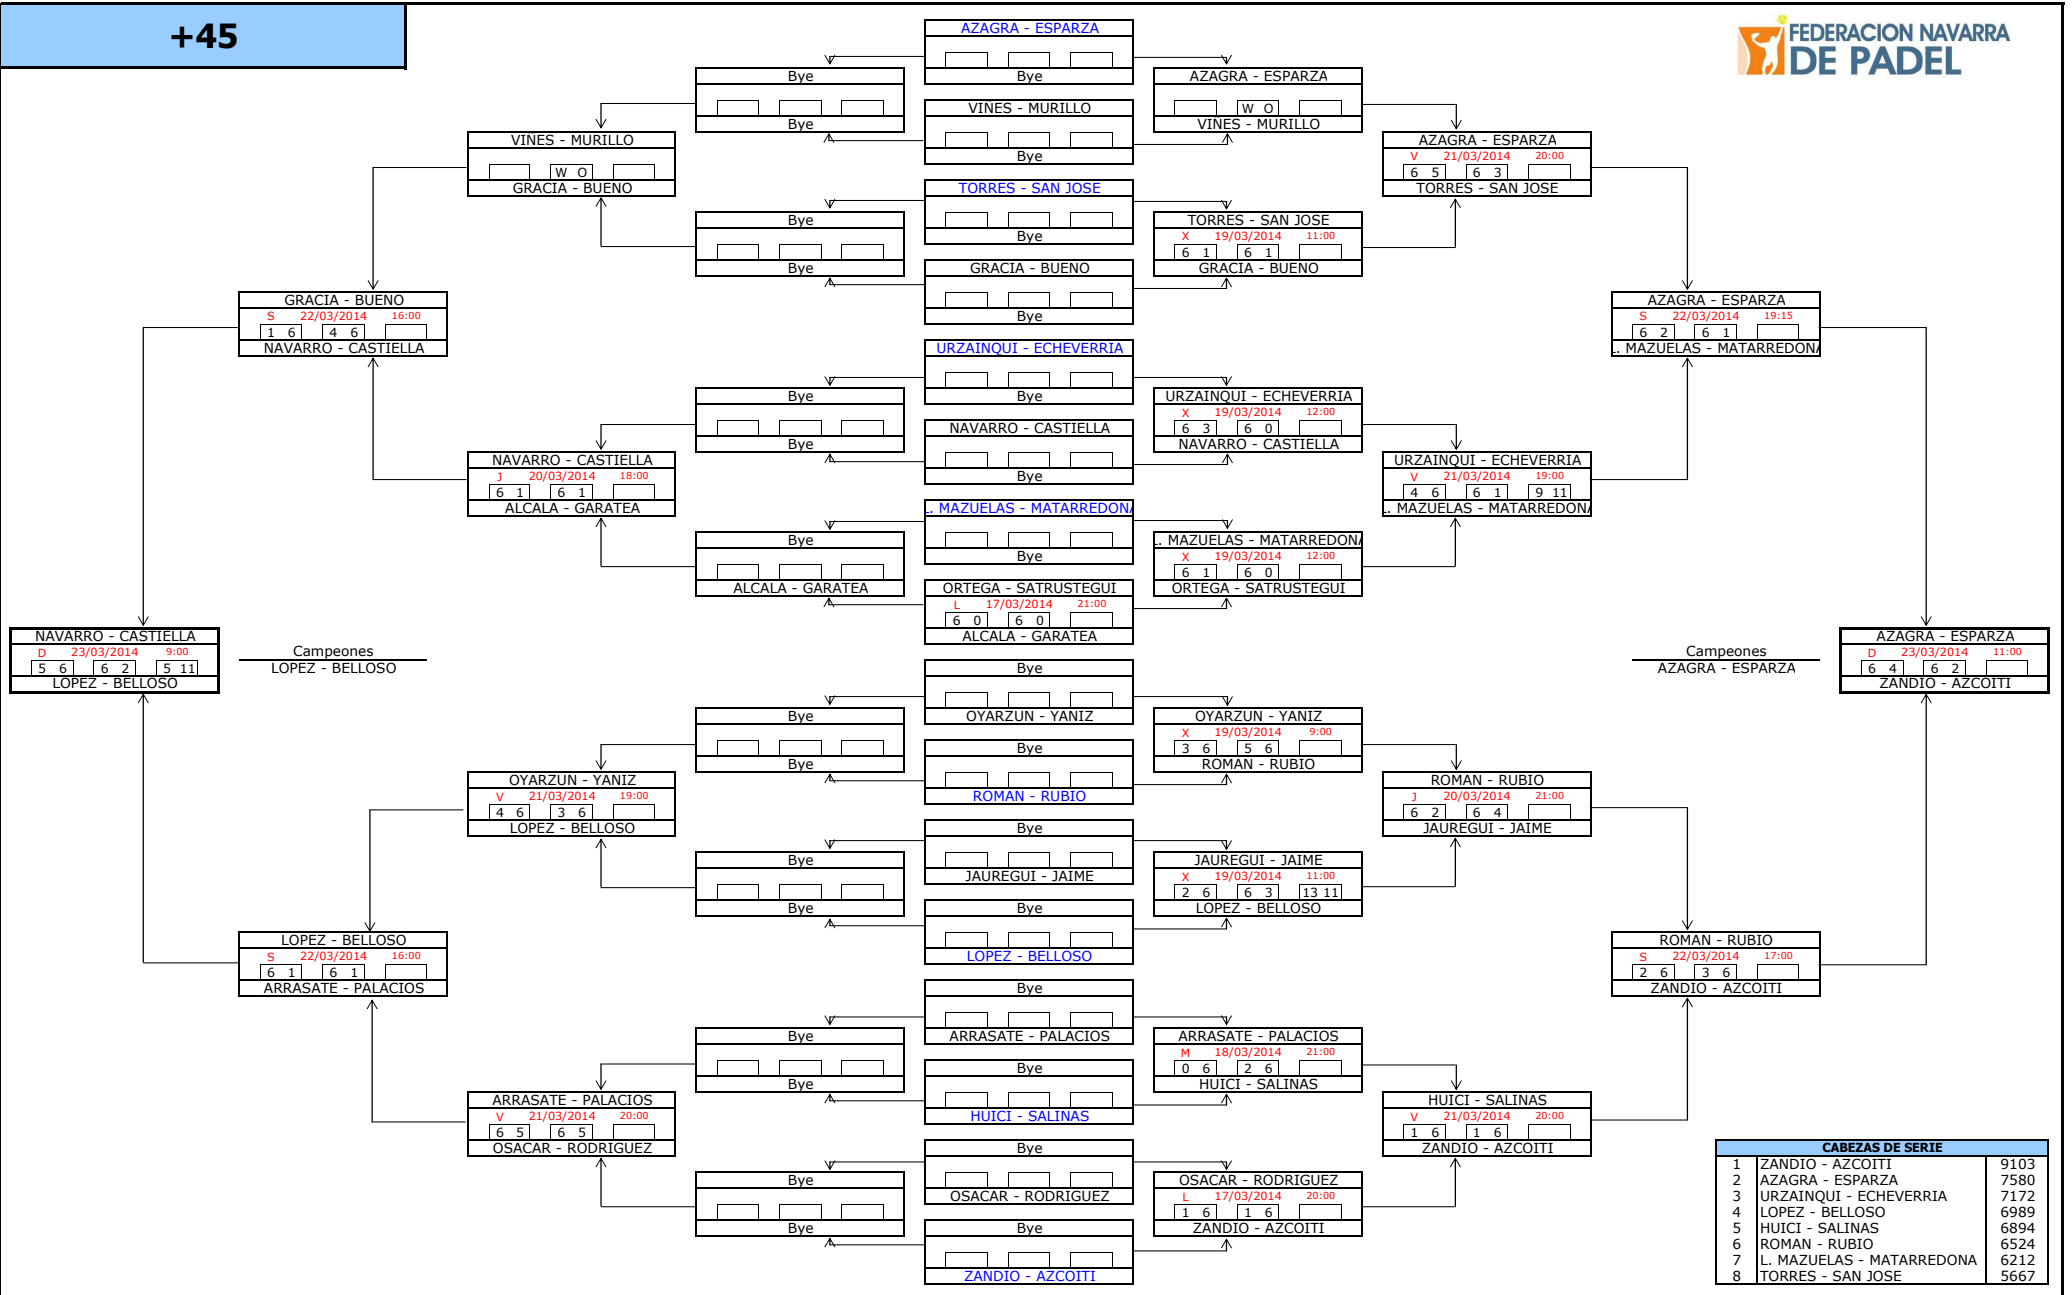 +45
FEDERACION NAVARRA
DE PADEL
NAVARRO - CASTIELLA
D 23/03/2014 9:00
5 6 6 2 5 11
LOPEZ - BELLOSO
Campeones
LOPEZ - BELLOSO
GRACIA - BUENO
S 22/03/2014 16:00
1 6 4 6
NAVARRO - CASTIELLA
LOPEZ - BELLOSO
S 22/03/2014 16:00
6 1 6 1
ARRASATE - PALACIOS
VIÑES - MURILLO
W O
GRACIA - BUENO
NAVARRO - CASTIELLA
J 20/03/2014 18:00
6 1 6 1
ALCALA - GARATEA
OYARZUN - YANIZ
V 21/03/2014 19:00
4 6 3 6
LOPEZ - BELLOSO
ARRASATE - PALACIOS
V 21/03/2014 20:00
6 5 6 5
OSACAR - RODRIGUEZ
Bye
Bye
Bye
Bye
Bye
Bye
Bye
ALCALA - GARATEA
Bye
Bye
Bye
Bye
Bye
Bye
Bye
Bye
AZAGRA - ESPARZA
Bye
VIÑES - MURILLO
Bye
TORRES - SAN JOSE
Bye
GRACIA - BUENO
Bye
URZAINQUI - ECHEVERRIA
Bye
NAVARRO - CASTIELLA
Bye
L. MAZUELAS - MATARREDONA
Bye
ORTEGA - SATRUSTEGUI
L 17/03/2014 21:00
6 0 6 0
ALCALA - GARATEA
Bye
OYARZUN - YANIZ
Bye
ROMAN - RUBIO
Bye
JAUREGUI - JAIME
Bye
LOPEZ - BELLOSO
Bye
ARRASATE - PALACIOS
Bye
HUICI - SALINAS
Bye
OSACAR - RODRIGUEZ
Bye
ZANDIO - AZCOITI
AZAGRA - ESPARZA
W O
VIÑES - MURILLO
TORRES - SAN JOSE
X 19/03/2014 11:00
6 1 6 1
GRACIA - BUENO
URZAINQUI - ECHEVERRIA
X 19/03/2014 12:00
6 3 6 0
NAVARRO - CASTIELLA
L. MAZUELAS - MATARREDONA
X 19/03/2014 12:00
6 1 6 0
ORTEGA - SATRUSTEGUI
OYARZUN - YANIZ
X 19/03/2014 9:00
3 6 5 6
ROMAN - RUBIO
JAUREGUI - JAIME
X 19/03/2014 11:00
2 6 6 3 13 11
LOPEZ - BELLOSO
ARRASATE - PALACIOS
M 18/03/2014 21:00
0 6 2 6
HUICI - SALINAS
OSACAR - RODRIGUEZ
L 17/03/2014 20:00
1 6 1 6
ZANDIO - AZCOITI
AZAGRA - ESPARZA
V 21/03/2014 20:00
6 5 6 3
TORRES - SAN JOSE
URZAINQUI - ECHEVERRIA
V 21/03/2014 19:00
4 6 6 1 9 11
L. MAZUELAS - MATARREDONA
ROMAN - RUBIO
J 20/03/2014 21:00
6 2 6 4
JAUREGUI - JAIME
HUICI - SALINAS
V 21/03/2014 20:00
1 6 1 6
ZANDIO - AZCOITI
AZAGRA - ESPARZA
S 22/03/2014 19:15
6 2 6 1
L. MAZUELAS - MATARREDONA
ROMAN - RUBIO
S 22/03/2014 17:00
2 6 3 6
ZANDIO - AZCOITI
Campeones
AZAGRA - ESPARZA
AZAGRA - ESPARZA
D 23/03/2014 11:00
6 4 6 2
ZANDIO - AZCOITI
CABEZAS DE SERIE
1 ZANDIO - AZCOITI 9103
2 AZAGRA - ESPARZA 7580
3 URZAINQUI - ECHEVERRIA 7172
4 LOPEZ - BELLOSO 6989
5 HUICI - SALINAS 6894
6 ROMAN - RUBIO 6524
7 L. MAZUELAS - MATARREDONA 6212
8 TORRES - SAN JOSE 5667